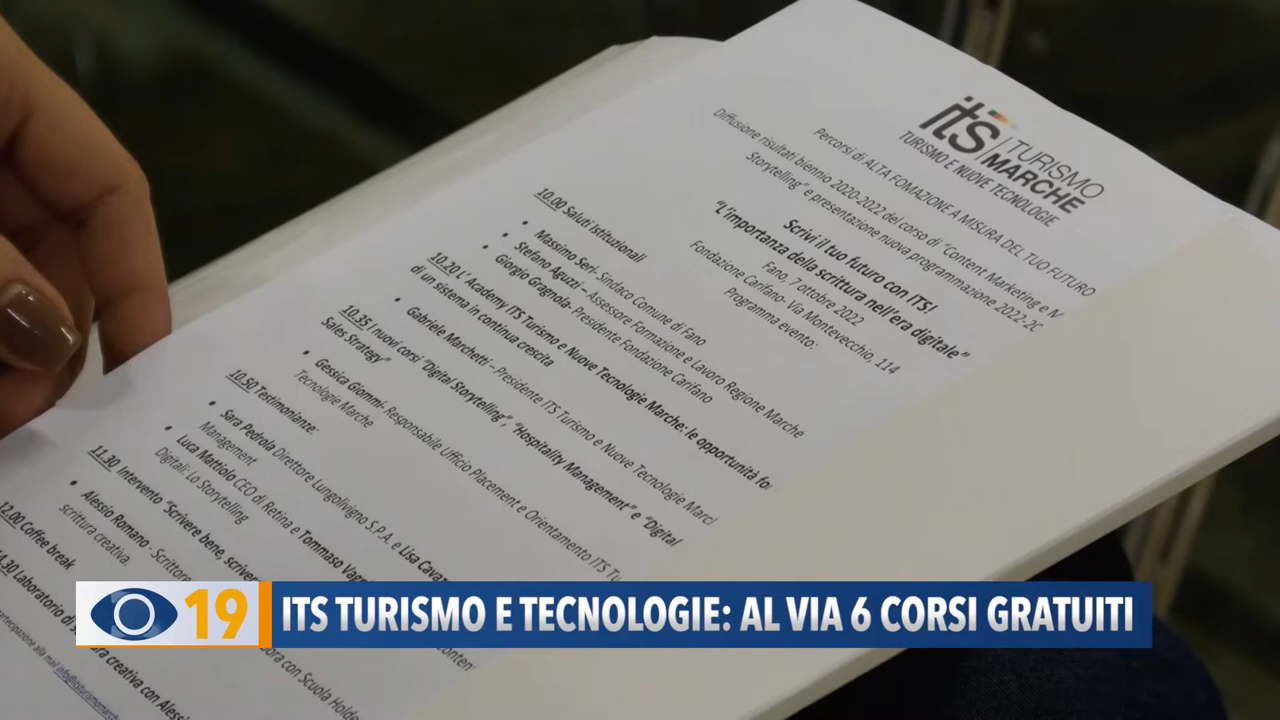 its TURISMO
MARCHE
TURISMO E NUOVE TECNOLOGIE
Percorsi di ALTA FOMAZIONE A MISURA DEL TUO FUTURO
Diffusione risultati biennio 2020-2022 del corso di "Content Marketing e
Storytelling" e presentazione nuova programmazione 2022-
Scrivi il tuo futuro con ITS!
"L'importanza della scrittura nell'era digitale"
Fano, 7 ottobre 2022
Fondazione Carifano- Via Montevecchio, 114
Programma evento:
10.00 Saluti Istituzionali
• Massimo Seri- Sindaco Comune di Fano
• Stefano Aguzzi – Assessore Formazione e Lavoro Regione Marche
• Giorgio Gragnola- Presidente Fondazione Carifano
10.20 L' Academy ITS Turismo e Nuove Tecnologie Marche: le opportunità
di un sistema in continua crescita
• Gabriele Marchetti – Presidente ITS Turismo e Nuove Tecnologie
10.35 I nuovi corsi "Digital Storytelling", "Hospitality Management" e "Digital
Sales Strategy"
• Gessica Giommi- Responsabile Ufficio Placement e Orientamento ITS
Tecnologie Marche
10.50 Testimonianze:
• Sara Pedrola Direttore Lungolivigno S.P.A. e Lisa
Management
• Luca Mattiolo CEO di Retina e Tommaso
Digitali: Lo Storytelling
11.30 Intervento "Scrivere bene,
• Alessio Romano -
scrittura creativa.
12.00 Coffee break
Laboratorio di
con Scuola
creativa con
alla mail
19 ITS TURISMO E TECNOLOGIE: AL VIA 6 CORSI GRATUITI